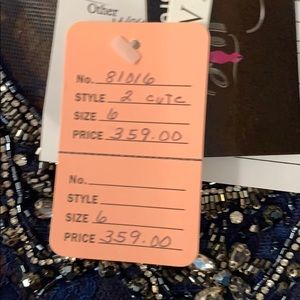 Other
No. 81016
STYLE 2 cute
SIZE 6
PRICE 359.00
No.
STYLE
SIZE 6
PRICE 359.00